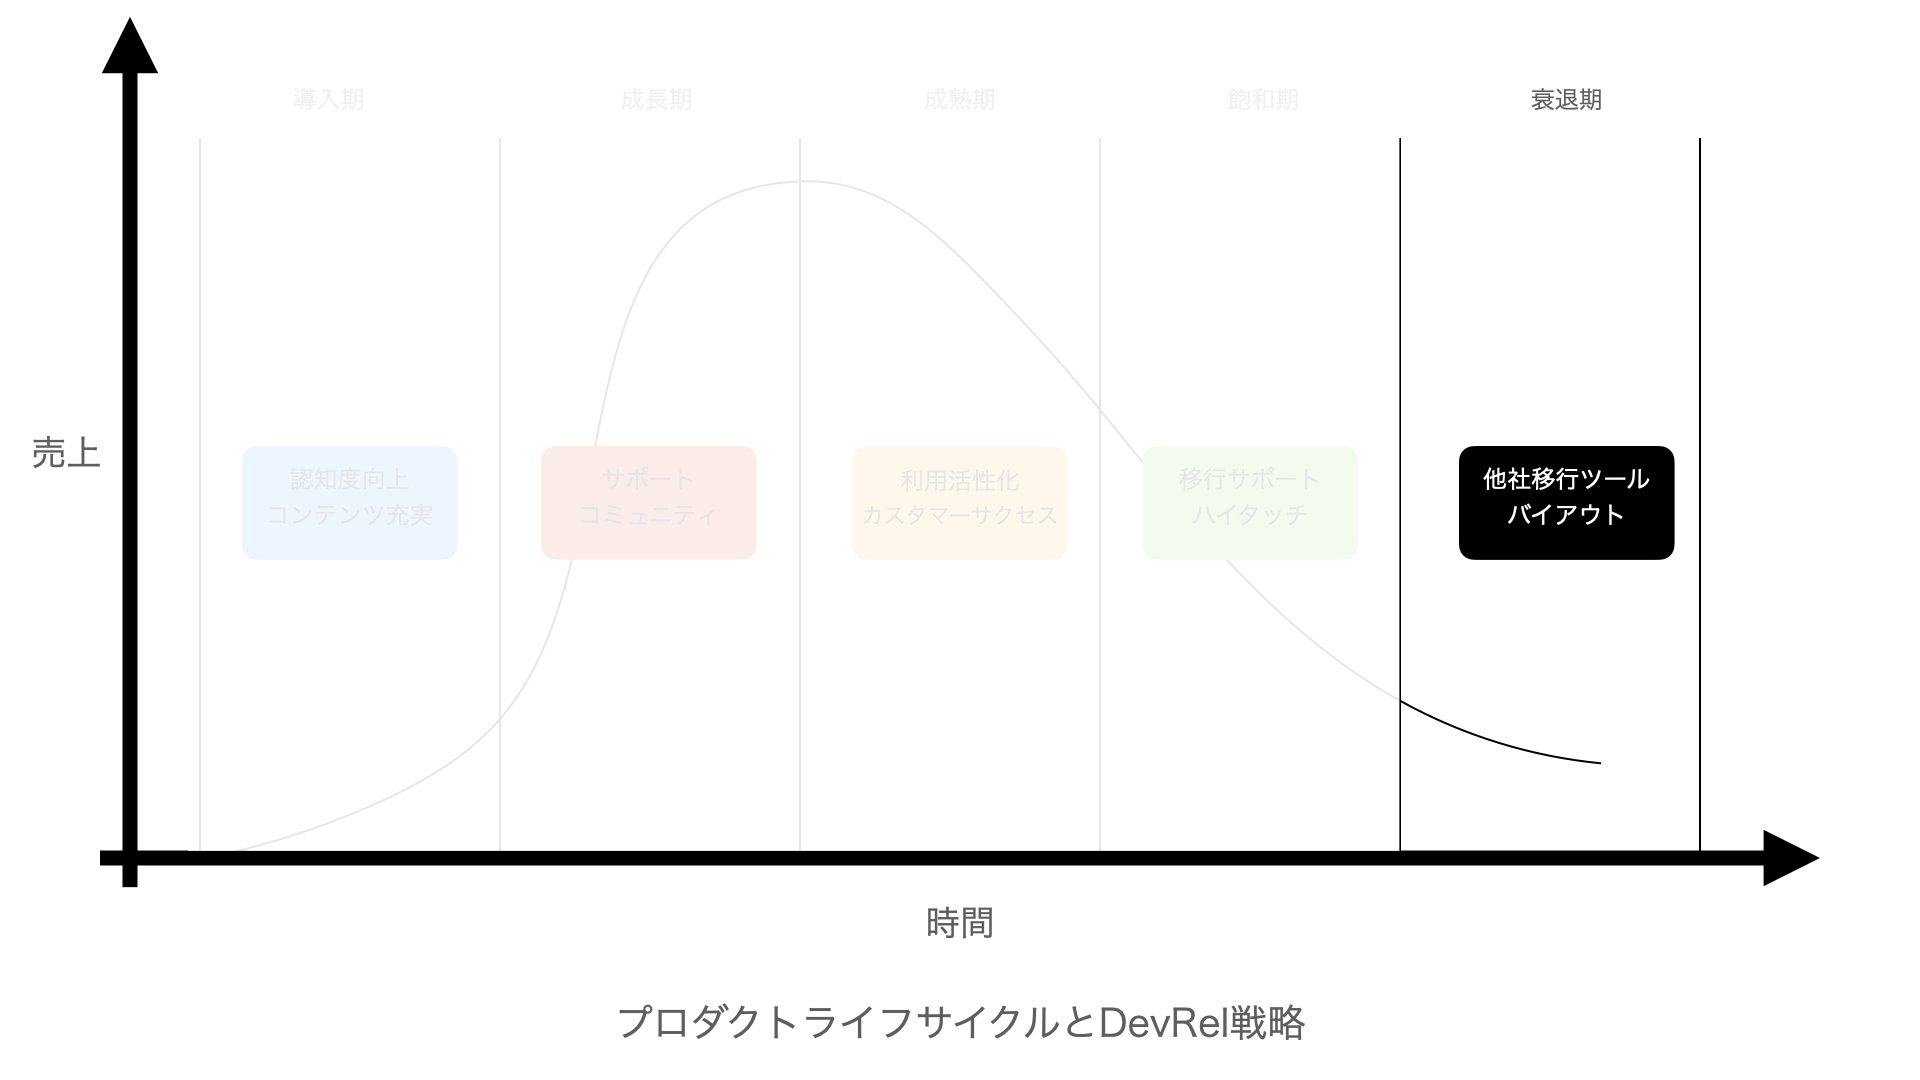 導入期
成長期
成熟期
飽和期
衰退期
売上
認知度向上
コンテンツ充実
サポート
コミュニティ
利用活性化
カスタマーサクセス
移行サポート
ハイタッチ
他社移行ツール
バイアウト
時間
プロダクトライフサイクルとDevRel戦略